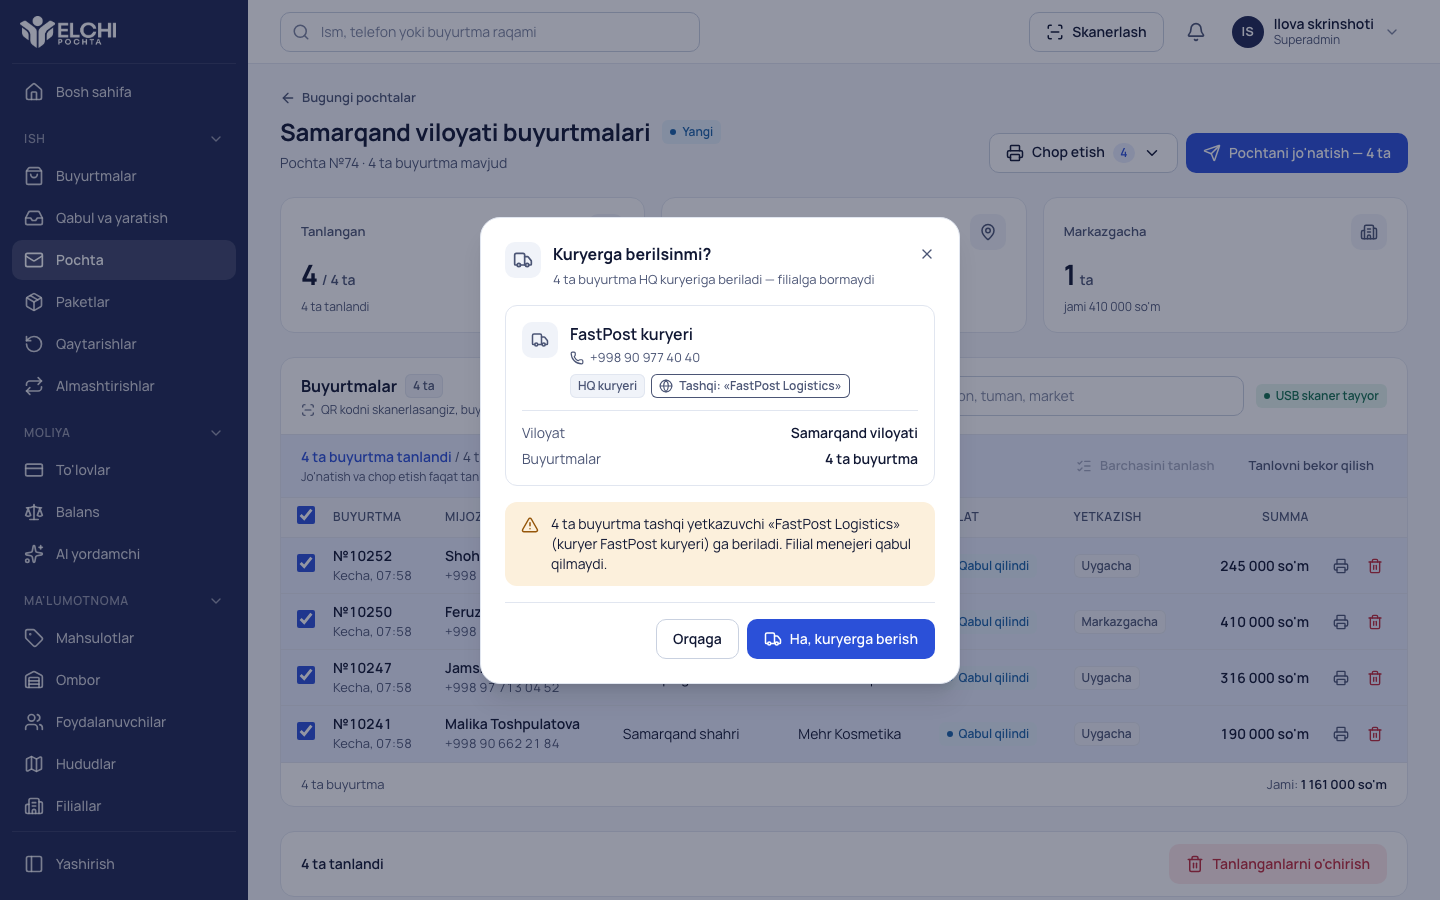 ELCHI
POCHTA
Ism, telefon yoki buyurtma raqami
Skanerlash
IS
Ilova skrinshoti
Superadmin
Bosh sahifa
ISH
Buyurtmalar
Qabul va yaratish
Pochta
Paketlar
Qaytarishlar
Almashtirishlar
MOLIYA
To'lovlar
Balans
AI yordamchi
MA'LUMOTNOMA
Mahsulotlar
Ombor
Foydalanuvchilar
Hududlar
Filiallar
Yashirish
Bugungi pochtalar
Samarqand viloyati buyurtmalari
Yangi
Pochta №74 · 4 ta buyurtma mavjud
Chop etish 4
Pochtani jo'natish — 4 ta
Tanlangan
4 / 4 ta
4 ta tanlandi
Markazgacha
1 ta
jami 410 000 so'm
Kuryerga berilsinmi?
4 ta buyurtma HQ kuryeriga beriladi — filialga bormaydi
FastPost kuryeri
+998 90 977 40 40
HQ kuryeri
Tashqi: «FastPost Logistics»
Viloyat Samarqand viloyati
Buyurtmalar 4 ta buyurtma
4 ta buyurtma tashqi yetkazuvchi «FastPost Logistics»
(kuryer FastPost kuryeri) ga beriladi. Filial menejeri qabul
qilmaydi.
Orqaga
Ha, kuryerga berish
Buyurtmalar 4 ta
QR kodni skanerlasangiz,
tuman, market
USB skaner tayyor
4 ta buyurtma tanlandi / 4
Jo'natish va chop etish faqat
Barchasini tanlash
Tanlovni bekor qilish
BUYURTMA YETKAZISH SUMMA
№10252 Qabul qilindi Uygacha 245 000 so'm
Kecha, 07:58 +998
№10250 Qabul qilindi Markazgacha 410 000 so'm
Kecha, 07:58 +998
№10247 Qabul qilindi Uygacha 316 000 so'm
Kecha, 07:58 +998 97 713 04 52
№10241 Malika Toshpulatova Samarqand shahri Mehr Kosmetika Qabul qilindi Uygacha 190 000 so'm
Kecha, 07:58 +998 90 662 21 84
4 ta buyurtma
Jami: 1 161 000 so'm
4 ta tanlandi
Tanlanganlarni o'chirish